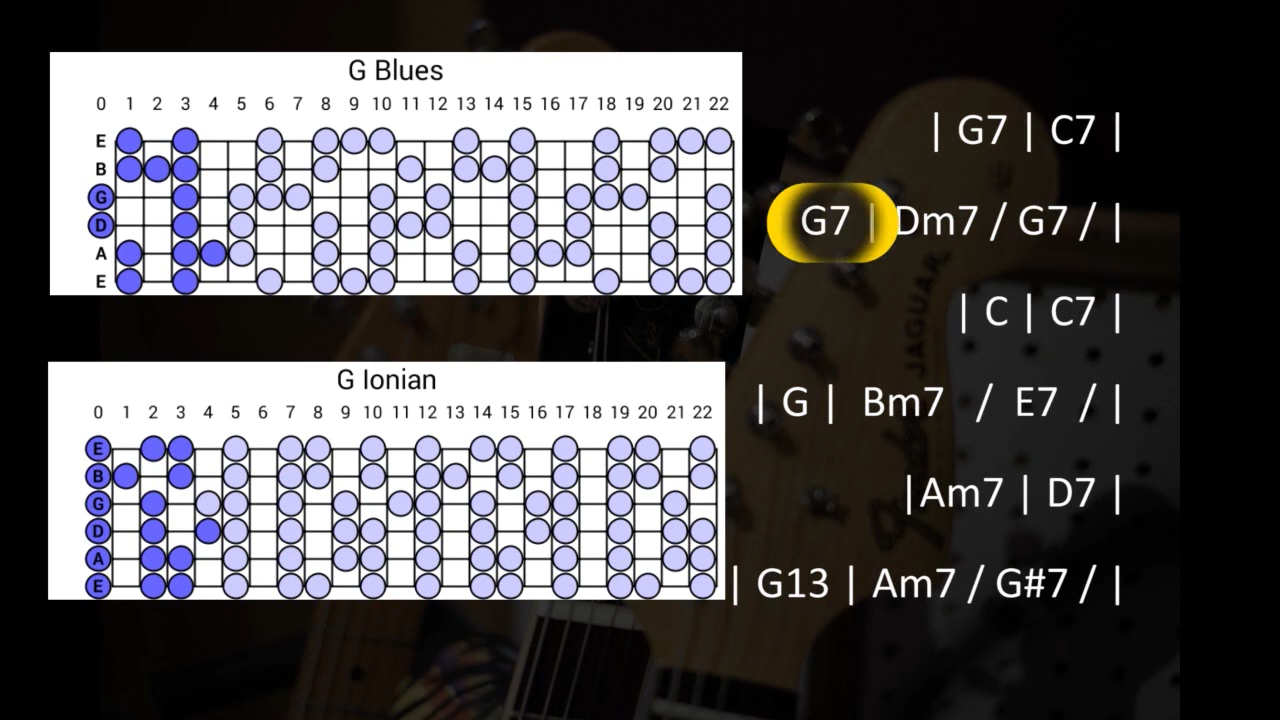 G Blues
0 1 2 3 4 5 6 7 8 9 10 11 12 13 14 15 16 17 18 19 20 21 22
E
B
G
D
A
E
G Ionian
0 1 2 3 4 5 6 7 8 9 10 11 12 13 14 15 16 17 18 19 20 21 22
E
B
G
D
A
E
| G7 | C7 |
G7 | Dm7 / G7 / |
| C | C7 |
| G | Bm7 / E7 / |
|Am7 | D7 |
| G13 | Am7 / G#7 / |
JAGUAR